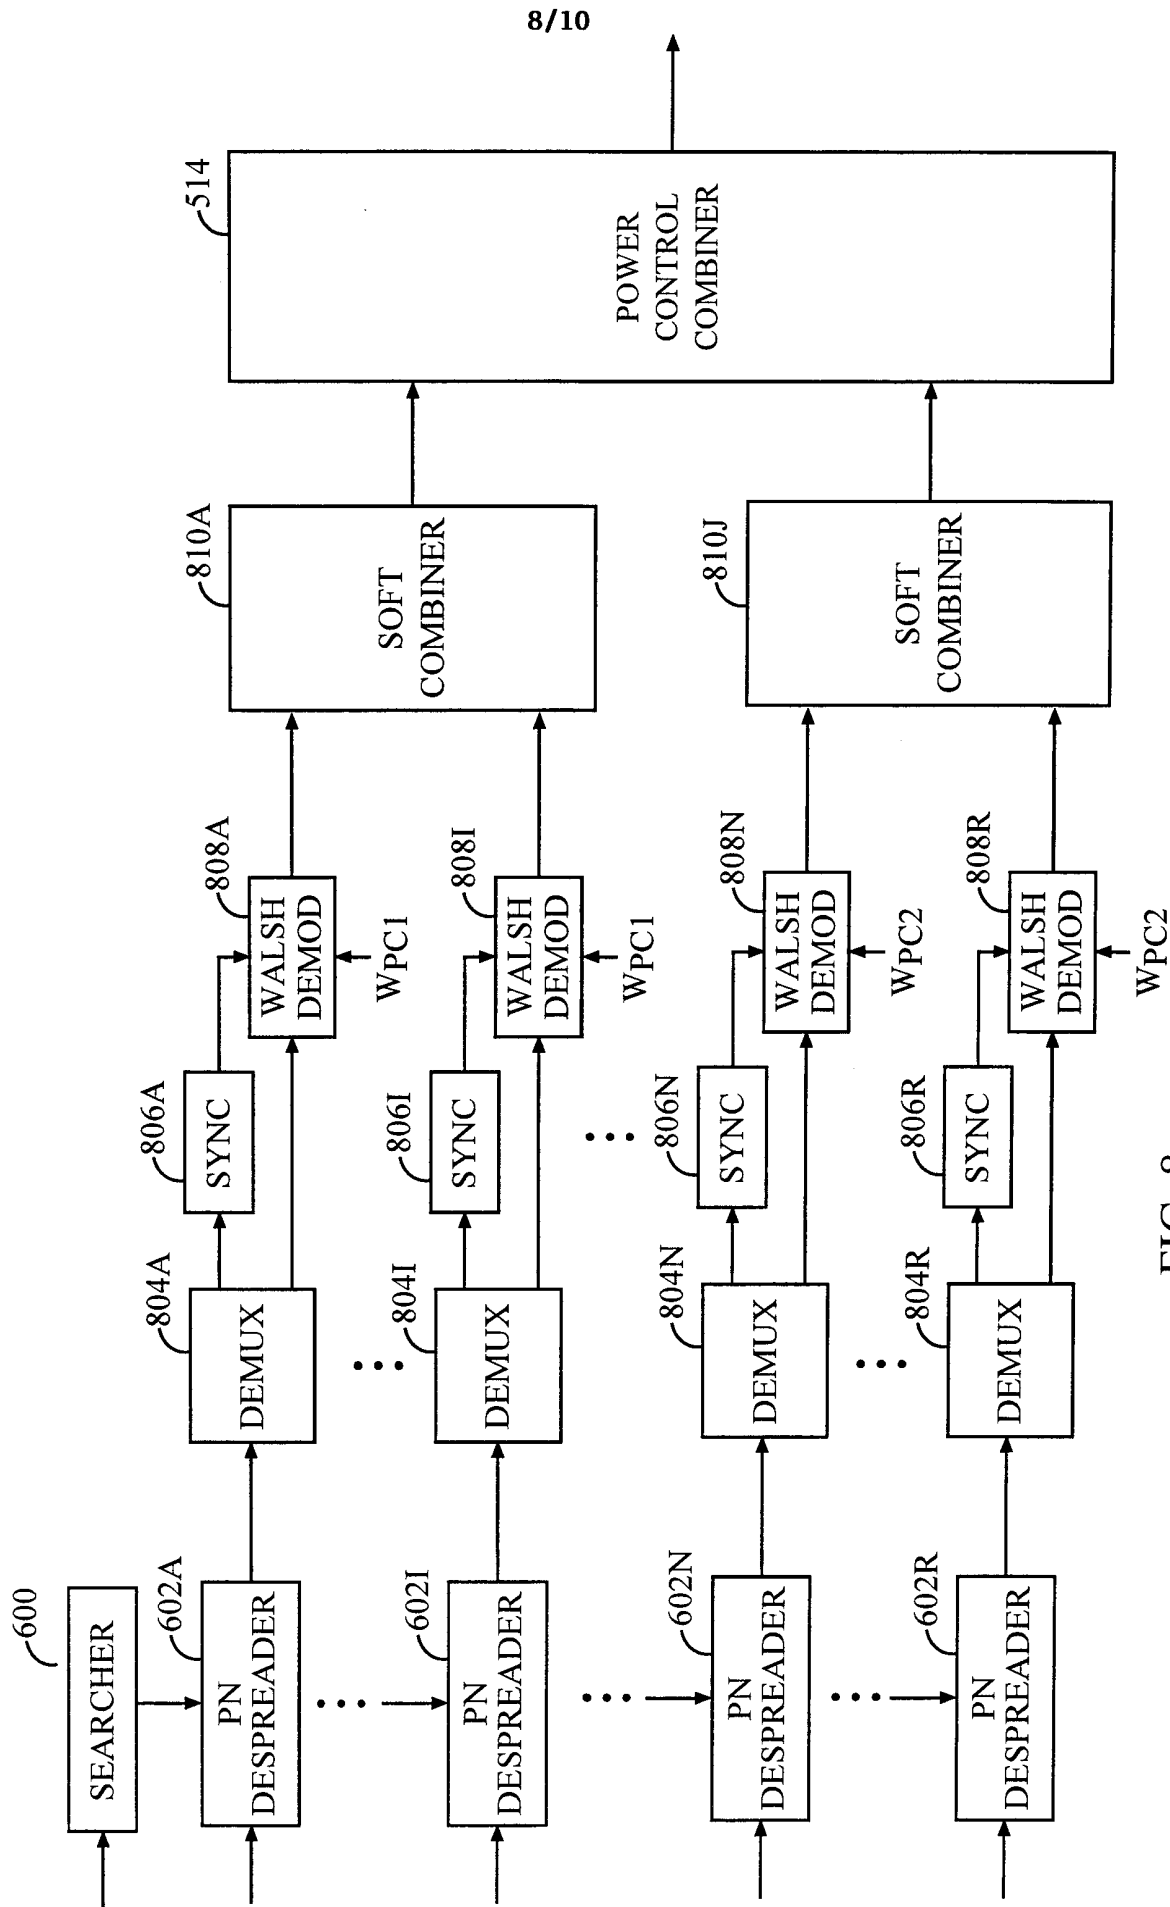 8/10
600
SEARCHER
602A
PN
DESPREADER
804A
DEMUX
806A
SYNC
808A
WALSH
DEMOD
WPC1
810A
SOFT
COMBINER
514
POWER
CONTROL
COMBINER
602I
PN
DESPREADER
804I
DEMUX
806I
SYNC
808I
WALSH
DEMOD
WPC1
602N
PN
DESPREADER
804N
DEMUX
806N
SYNC
808N
WALSH
DEMOD
WPC2
810J
SOFT
COMBINER
602R
PN
DESPREADER
804R
DEMUX
806R
SYNC
808R
WALSH
DEMOD
WPC2
FIG. 8